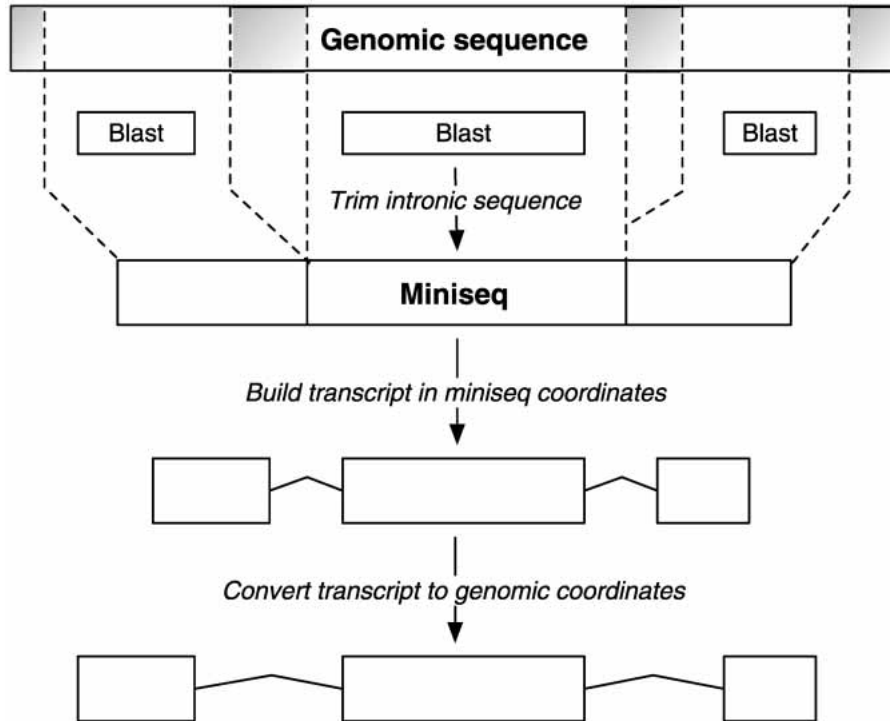 Genomic sequence
Blast
Blast
Blast
Trim intronic sequence
Miniseq
Build transcript in miniseq coordinates
Convert transcript to genomic coordinates